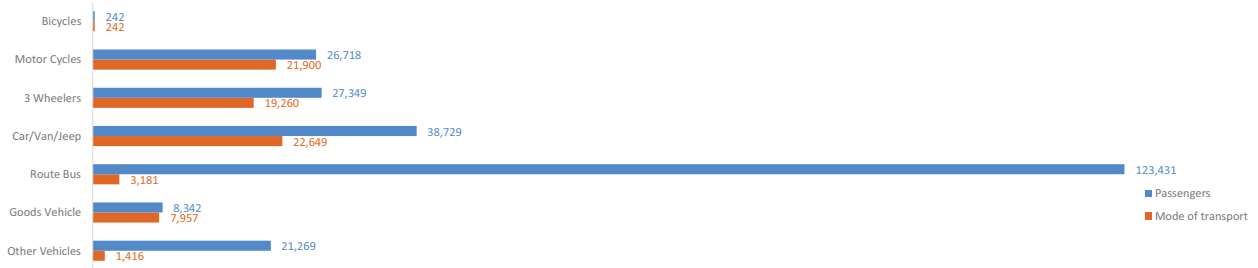 Bicycles
242
242
Motor Cycles
26,718
21,900
3 Wheelers
27,349
19,260
Car/Van/Jeep
38,729
22,649
Route Bus
123,431
3,181
Goods Vehicle
8,342
7,957
Other Vehicles
21,269
1,416
Passengers
Mode of transport